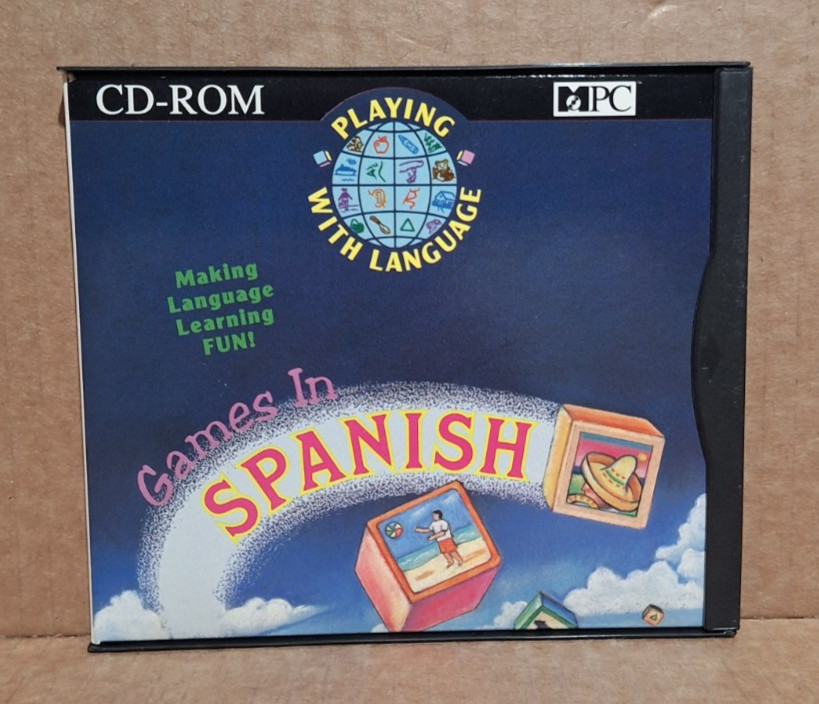 CD-ROM
MPC
PLAYING
WITH LANGUAGE
Making
Language
Learning
FUN!
Games In
SPANISH